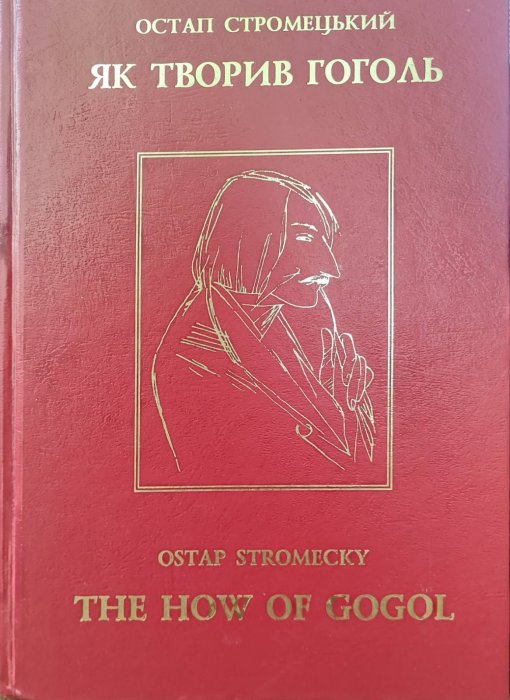 ОСТАП СТРОМЕЦЬКИЙ
ЯК ТВОРИВ ГОГОЛЬ
OSTAP STROMECKY
THE HOW OF GOGOL